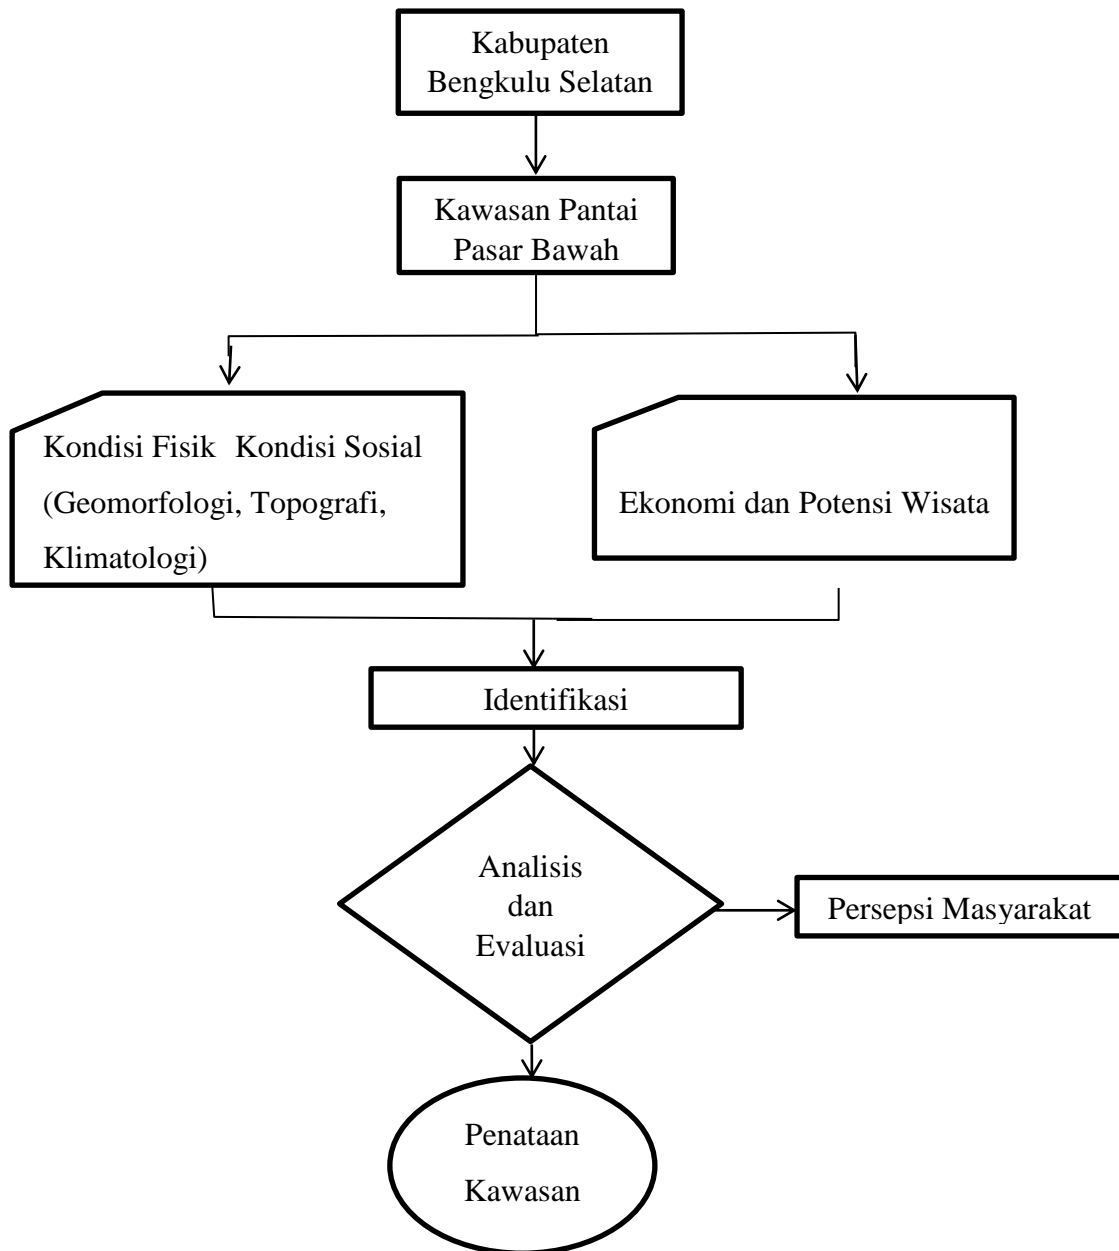 Kabupaten
Bengkulu Selatan
Kawasan Pantai
Pasar Bawah
Kondisi Fisik Kondisi Sosial
(Geomorfologi, Topografi,
Klimatologi)
Ekonomi dan Potensi Wisata
Identifikasi
Analisis
dan
Evaluasi
Persepsi Masyarakat
Penataan
Kawasan